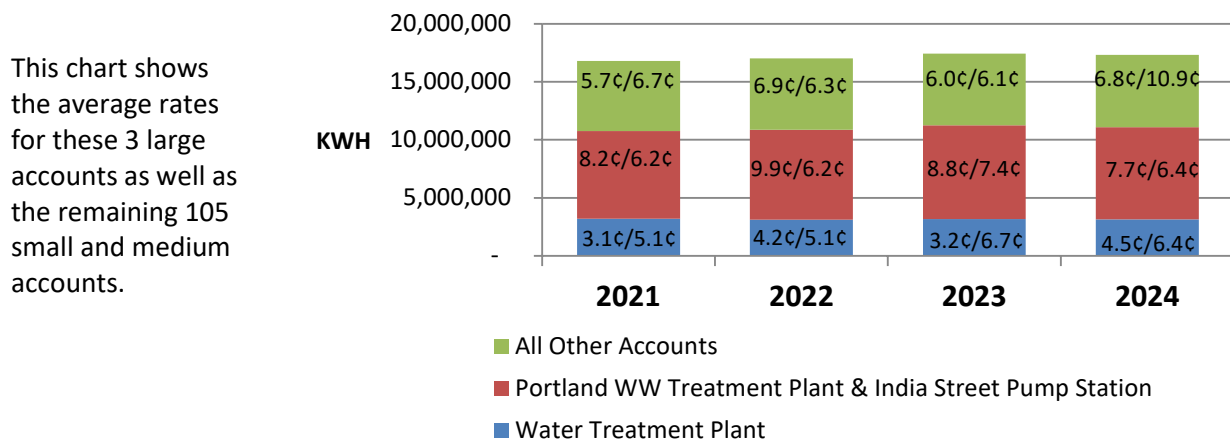 This chart shows
the average rates
for these 3 large
accounts as well as
the remaining 105
small and medium
accounts.
KWH
20,000,000
15,000,000
10,000,000
5,000,000
-
5.7¢/6.7¢ 6.9¢/6.3¢ 6.0¢/6.1¢ 6.8¢/10.9¢
8.2¢/6.2¢ 9.9¢/6.2¢ 8.8¢/7.4¢ 7.7¢/6.4¢
3.1¢/5.1¢ 4.2¢/5.1¢ 3.2¢/6.7¢ 4.5¢/6.4¢
2021 2022 2023 2024
All Other Accounts
Portland WW Treatment Plant & India Street Pump Station
Water Treatment Plant